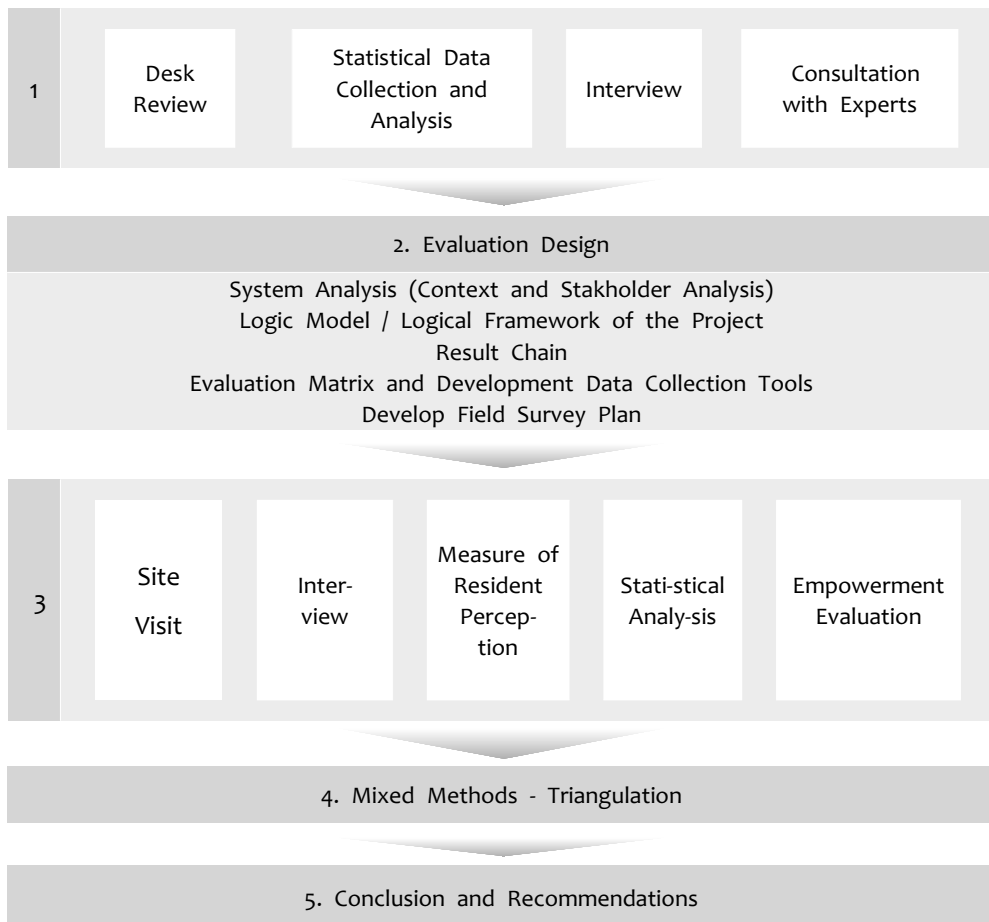 1
Desk
Review
Statistical Data
Collection and
Analysis
Interview
Consultation
with Experts
2. Evaluation Design
System Analysis (Context and Stakholder Analysis)
Logic Model / Logical Framework of the Project
Result Chain
Evaluation Matrix and Development Data Collection Tools
Develop Field Survey Plan
3
Site
Visit
Inter-
view
Measure of
Resident
Percep-
tion
Stati-stical
Analy-sis
Empowerment
Evaluation
4. Mixed Methods - Triangulation
5. Conclusion and Recommendations